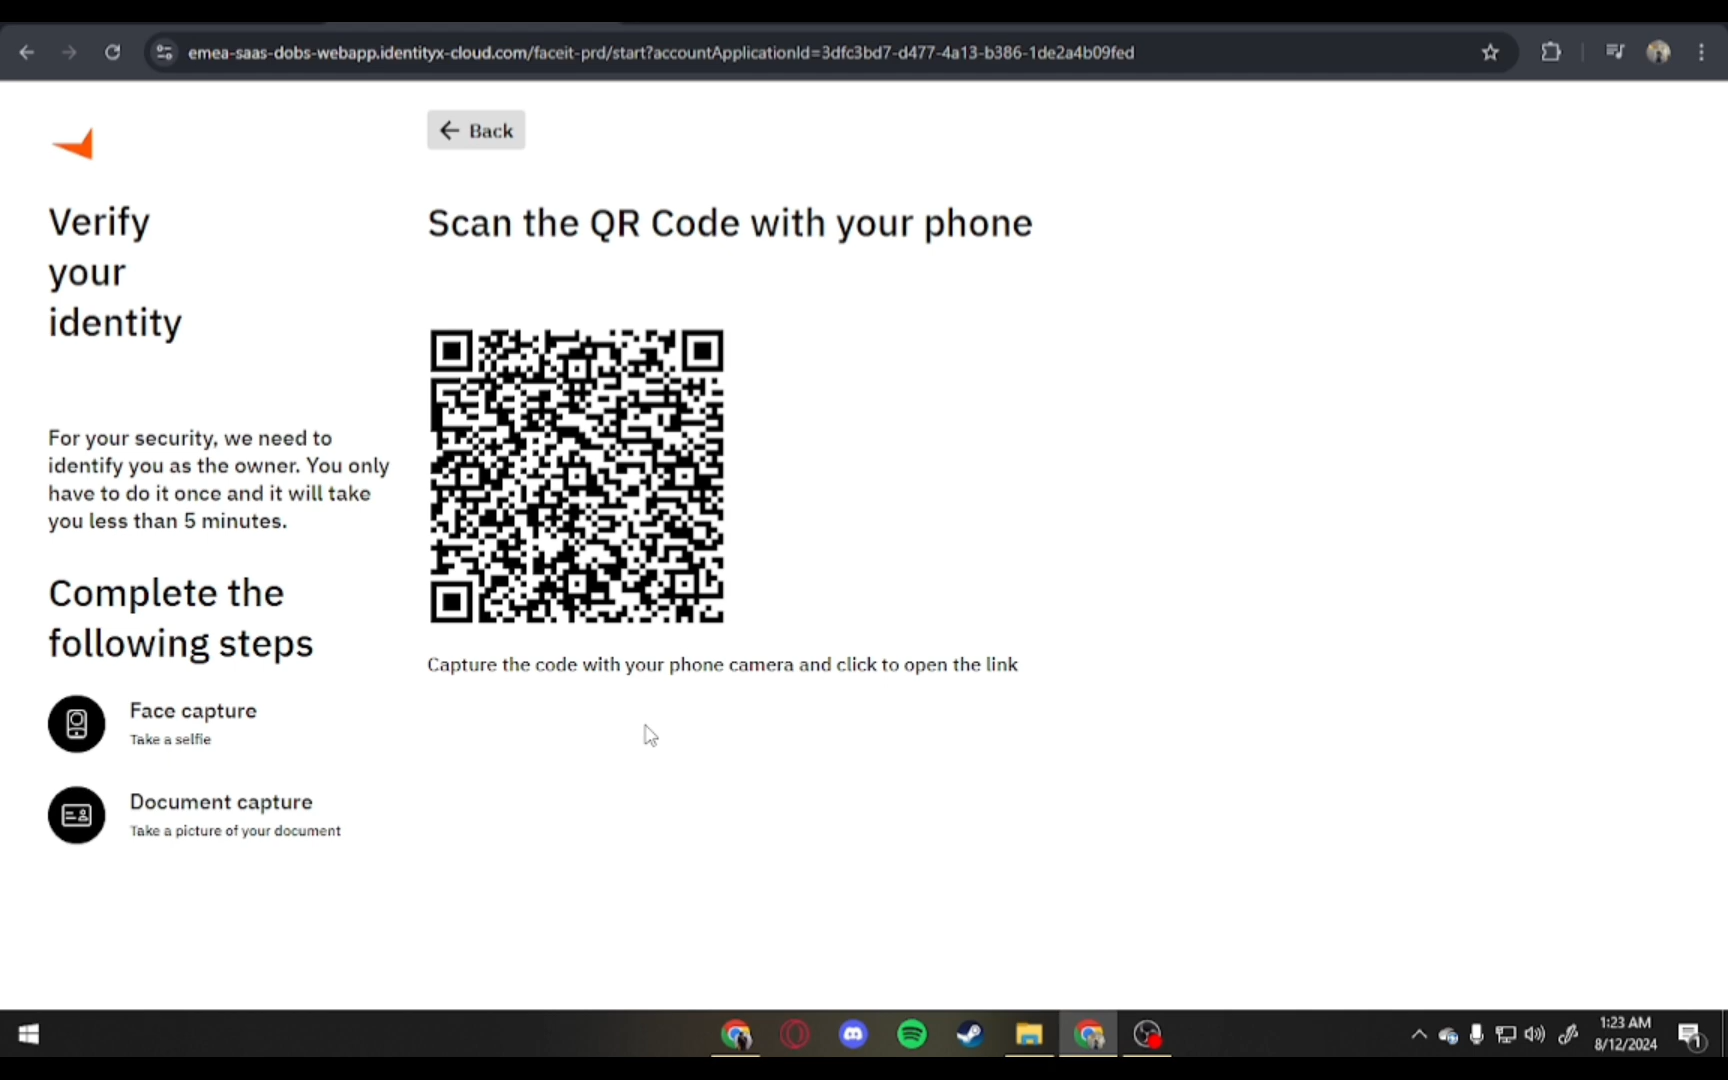 emea-saas-dobs-webapp.identityx-cloud.com/faceit-prd/start?accountApplicationId=3dfc3bd7-d477-4a13-b386-1de2a4b09fed
Back
Verify
your
identity
Scan the QR Code with your phone
For your security, we need to
identify you as the owner. You only
have to do it once and it will take
you less than 5 minutes.
Complete the
following steps
Capture the code with your phone camera and click to open the link
Face capture
Take a selfie
Document capture
Take a picture of your document
1:23 AM
8/12/2024
1